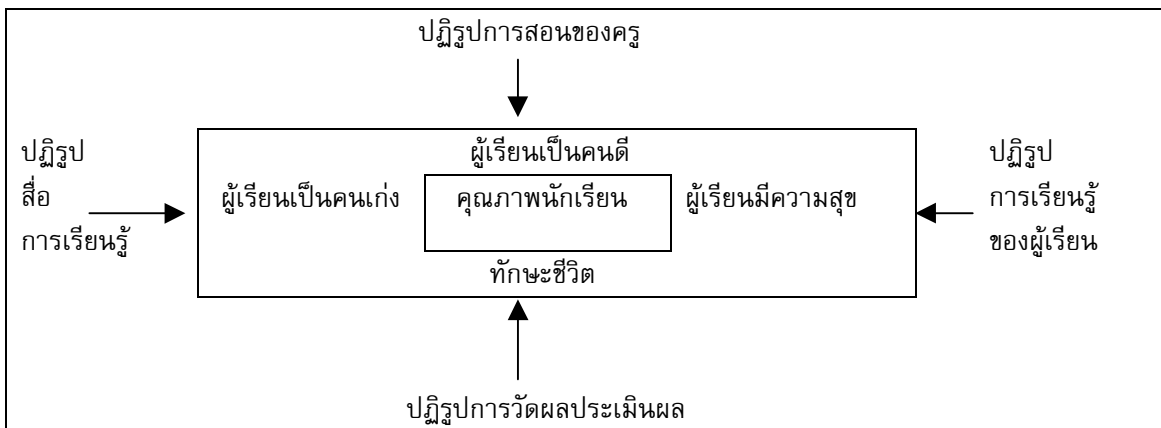 ปฏิรูปการสอนของครู
ปฏิรูป
สื่อ
การเรียนรู้
ผู้เรียนเป็นคนดี
ผู้เรียนเป็นคนเก่ง
คุณภาพนักเรียน
ผู้เรียนมีความสุข
ทักษะชีวิต
ปฏิรูป
การเรียนรู้
ของผู้เรียน
ปฏิรูปการวัดผลประเมินผล